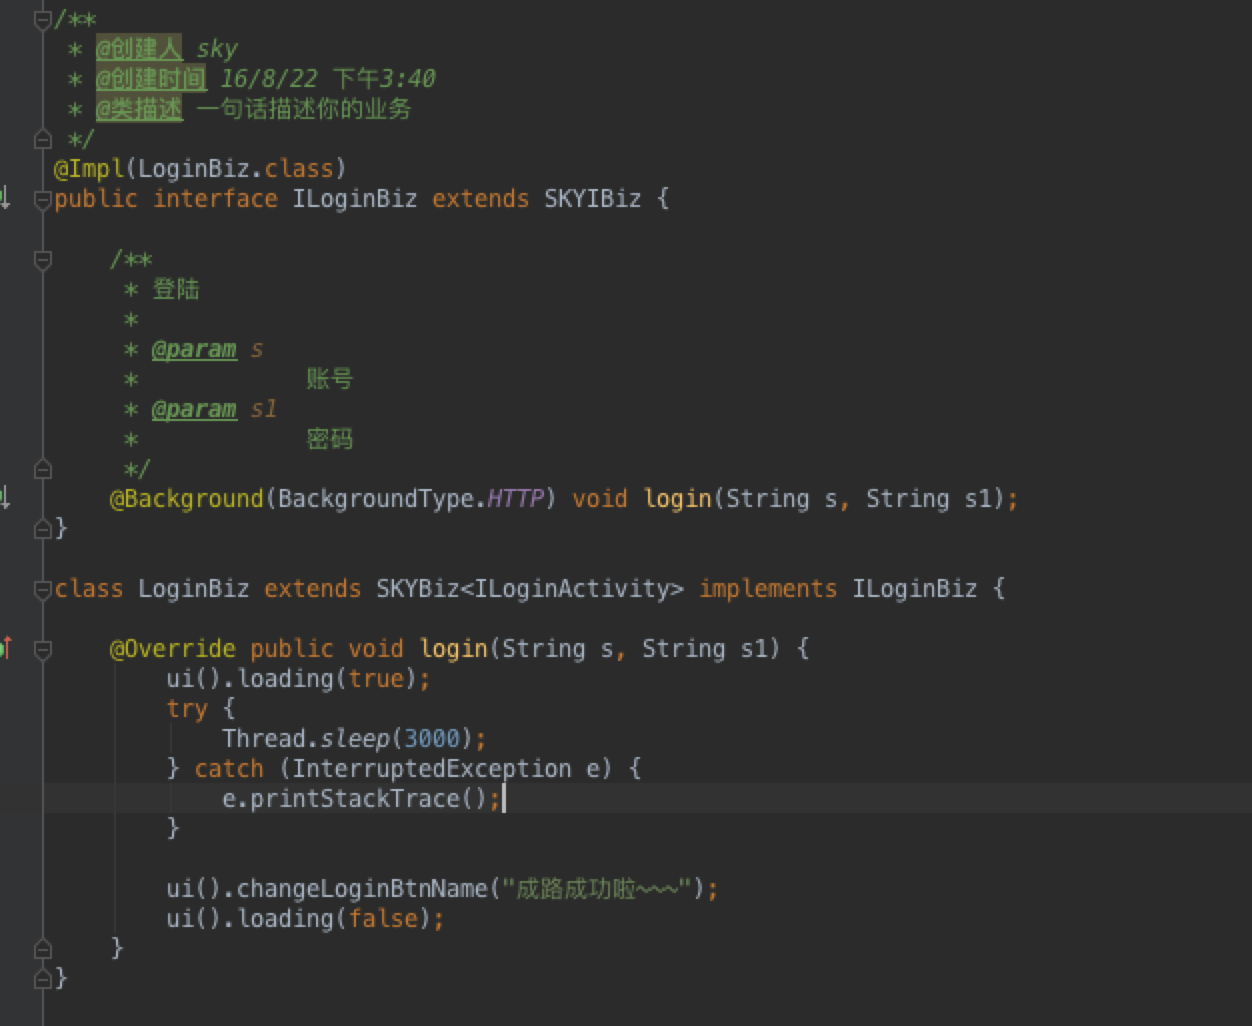 /**
* @创建人 sky
* @创建时间 16/8/22 下午3:40
* @类描述 一句话描述你的业务
*/
@Impl(LoginBiz.class)
public interface ILoginBiz extends SKYIBiz {
/**
* 登陆
*
* @param s
* 账号
* @param s1
* 密码
*/
@Background(BackgroundType.HTTP) void login(String s, String s1);
}
class LoginBiz extends SKYBiz<ILoginActivity> implements ILoginBiz {
@Override public void login(String s, String s1) {
ui().loading(true);
try {
Thread.sleep(3000);
} catch (InterruptedException e) {
e.printStackTrace();
}
ui().changeLoginBtnName("成路成功啦~~~");
ui().loading(false);
}
}